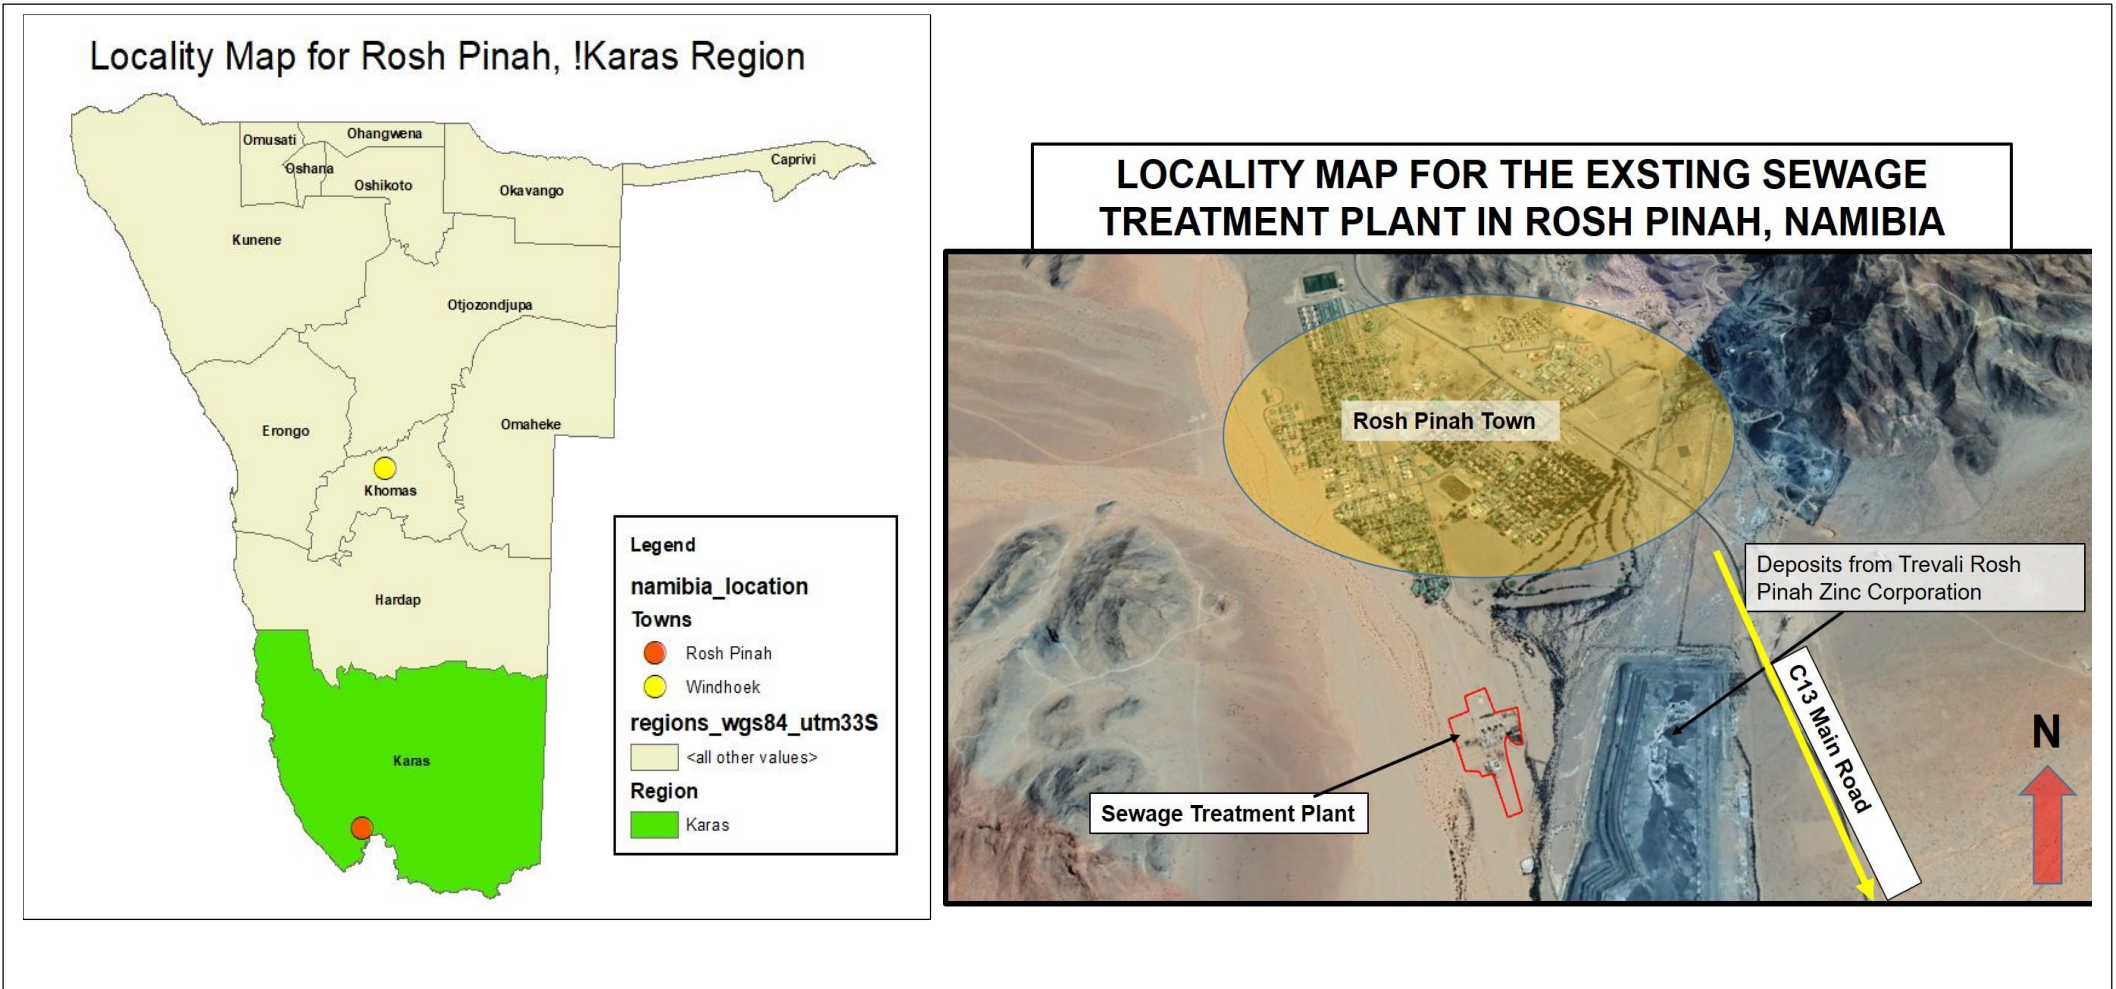 Locality Map for Rosh Pinah, !Karas Region
Omusati
Ohangwena
Oshana
Oshikoto
Okavango
Caprivi
Kunene
Otjozondjupa
Erongo
Omaheke
Khomas
Hardap
Karas
Legend
namibia_location
Towns
Rosh Pinah
Windhoek
regions_wgs84_utm33S
<all other values>
Region
Karas
LOCALITY MAP FOR THE EXSTING SEWAGE
TREATMENT PLANT IN ROSH PINAH, NAMIBIA
Rosh Pinah Town
Deposits from Trevali Rosh
Pinah Zinc Corporation
C13 Main Road
N
Sewage Treatment Plant